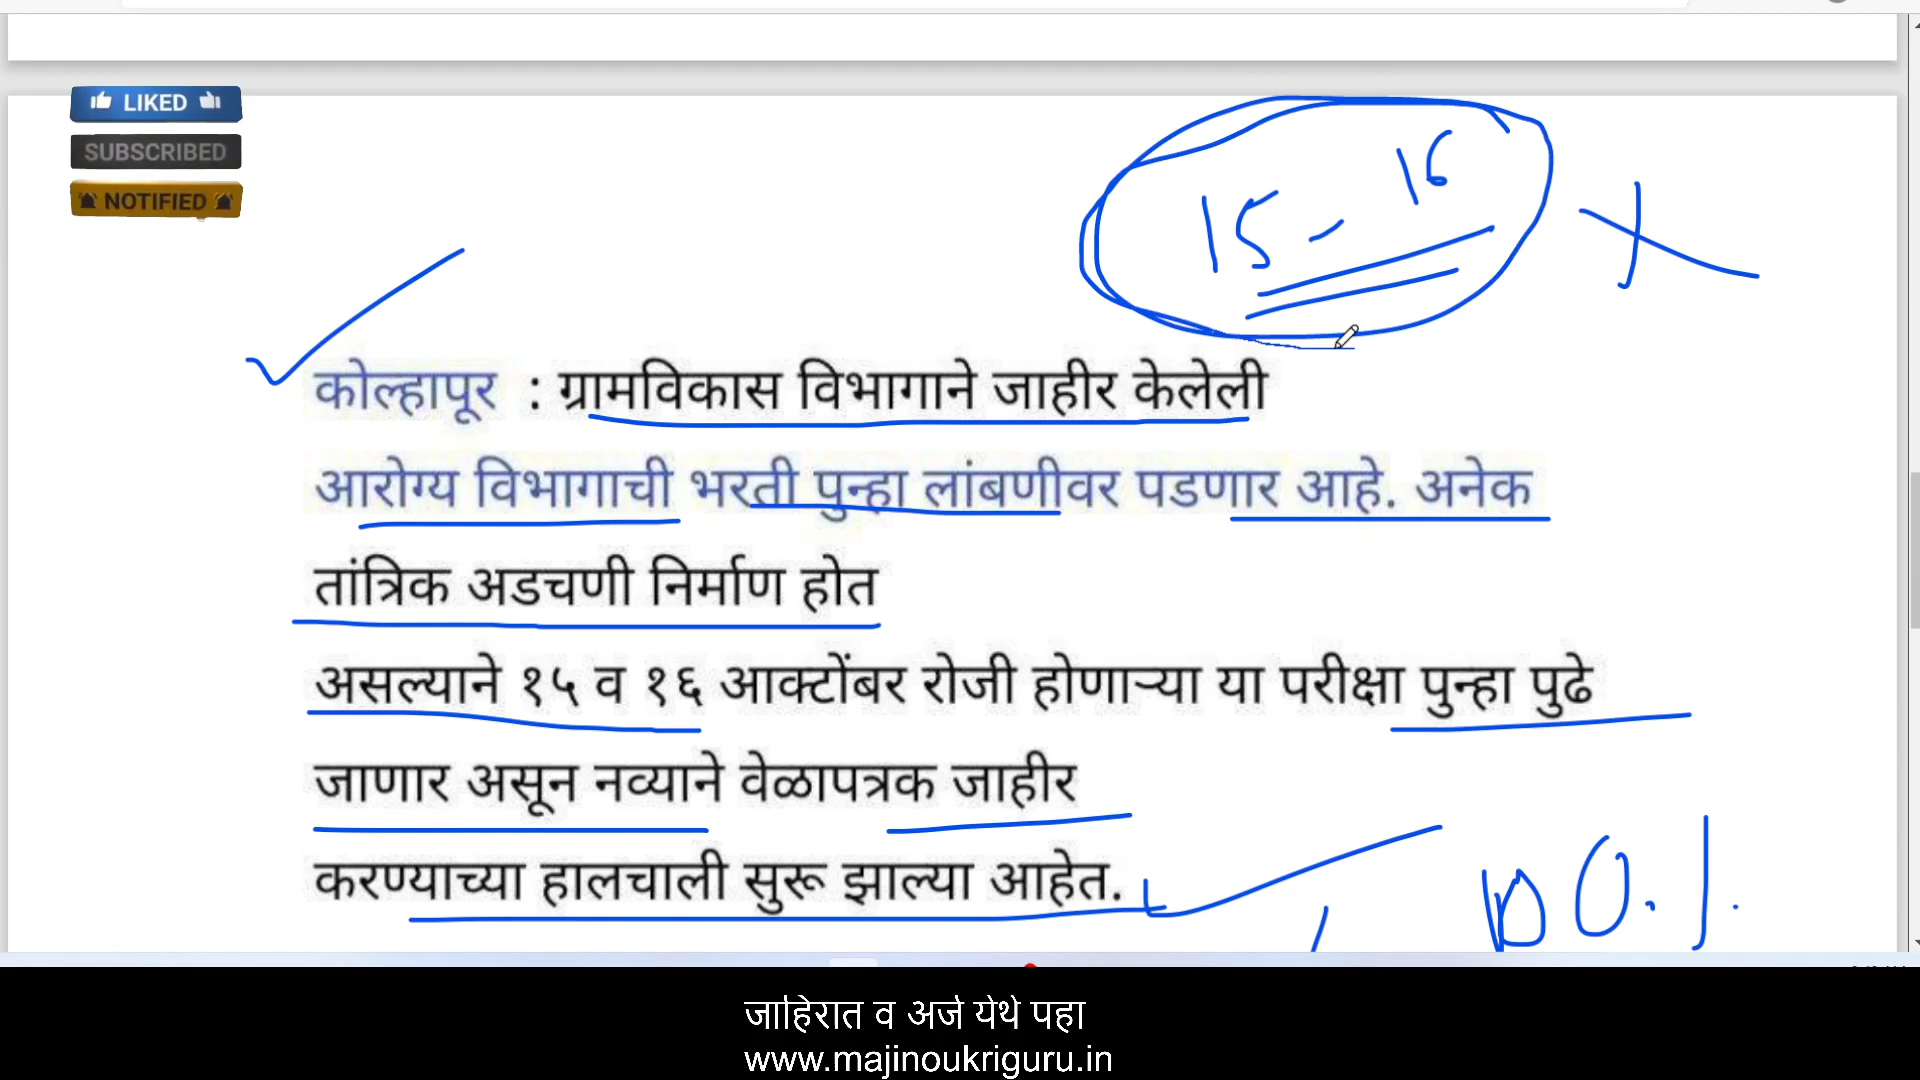 LIKED
SUBSCRIBED
NOTIFIED
15 - 16
कोल्हापूर : ग्रामविकास विभागाने जाहीर केलेली
आरोग्य विभागाची भरती पुन्हा लांबणीवर पडणार आहे. अनेक
तांत्रिक अडचणी निर्माण होत
असल्याने १५ व १६ आक्टोंबर रोजी होणाऱ्या या परीक्षा पुन्हा पुढे
जाणार असून नव्याने वेळापत्रक जाहीर
करण्याच्या हालचाली सुरू झाल्या आहेत.
जाहिरात व अर्ज येथे पहा
www.majinoukriguru.in